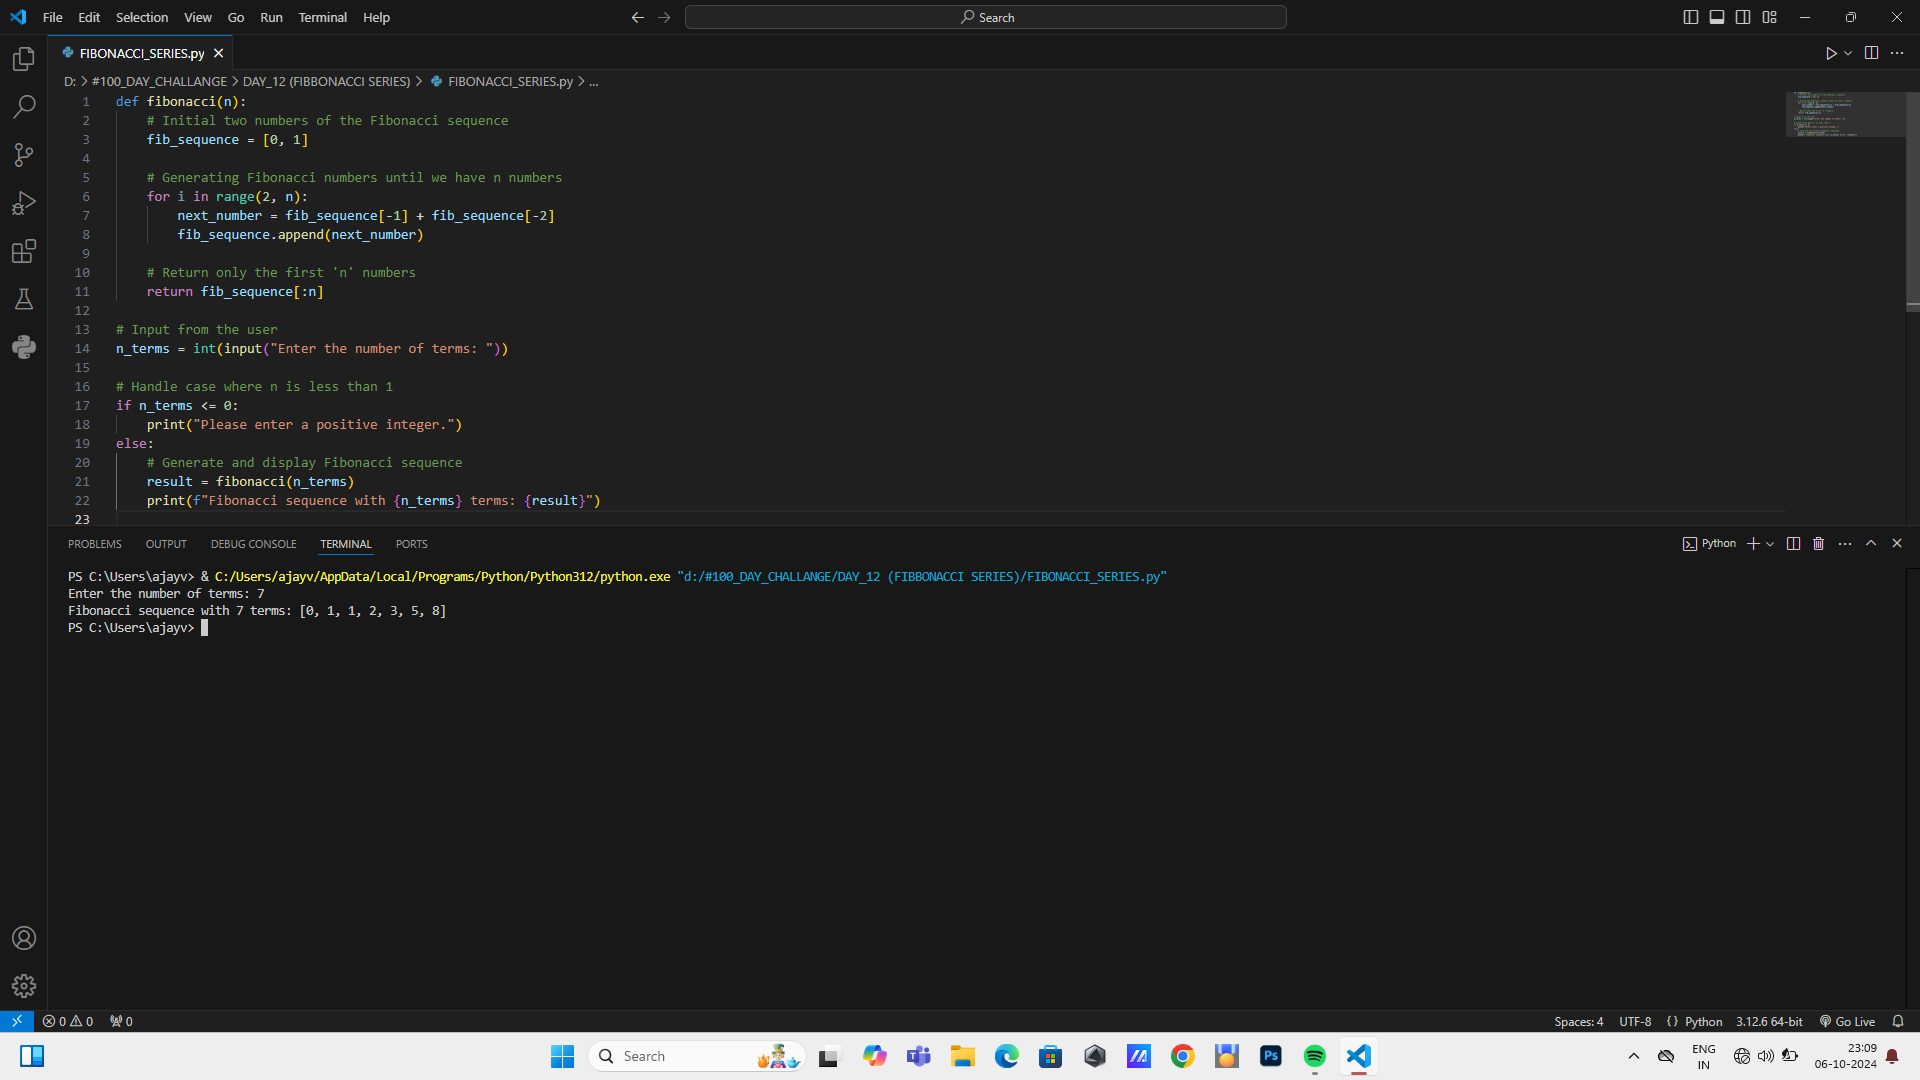 File Edit Selection View Go Run Terminal Help
Search
FIBONACCI_SERIES.py
D: > #100_DAY_CHALLANGE > DAY_12 (FIBBONACCI SERIES) > FIBONACCI_SERIES.py > ...
1 def fibonacci(n):
2     # Initial two numbers of the Fibonacci sequence
3     fib_sequence = [0, 1]
4
5     # Generating Fibonacci numbers until we have n numbers
6     for i in range(2, n):
7         next_number = fib_sequence[-1] + fib_sequence[-2]
8         fib_sequence.append(next_number)
9
10     # Return only the first 'n' numbers
11     return fib_sequence[:n]
12
13 # Input from the user
14 n_terms = int(input("Enter the number of terms: "))
15
16 # Handle case where n is less than 1
17 if n_terms <= 0:
18     print("Please enter a positive integer.")
19 else:
20     # Generate and display Fibonacci sequence
21     result = fibonacci(n_terms)
22     print(f"Fibonacci sequence with {n_terms} terms: {result}")
23
PROBLEMS OUTPUT DEBUG CONSOLE TERMINAL PORTS
Python
PS C:\Users\ajayv> & C:/Users/ajayv/AppData/Local/Programs/Python/Python312/python.exe "d:/#100_DAY_CHALLANGE/DAY_12 (FIBBONACCI SERIES)/FIBONACCI_SERIES.py"
Enter the number of terms: 7
Fibonacci sequence with 7 terms: [0, 1, 1, 2, 3, 5, 8]
PS C:\Users\ajayv>
0 0 0
Spaces: 4 UTF-8 {} Python 3.12.6 64-bit Go Live
Search
Ps
ENG
IN
23:09
06-10-2024